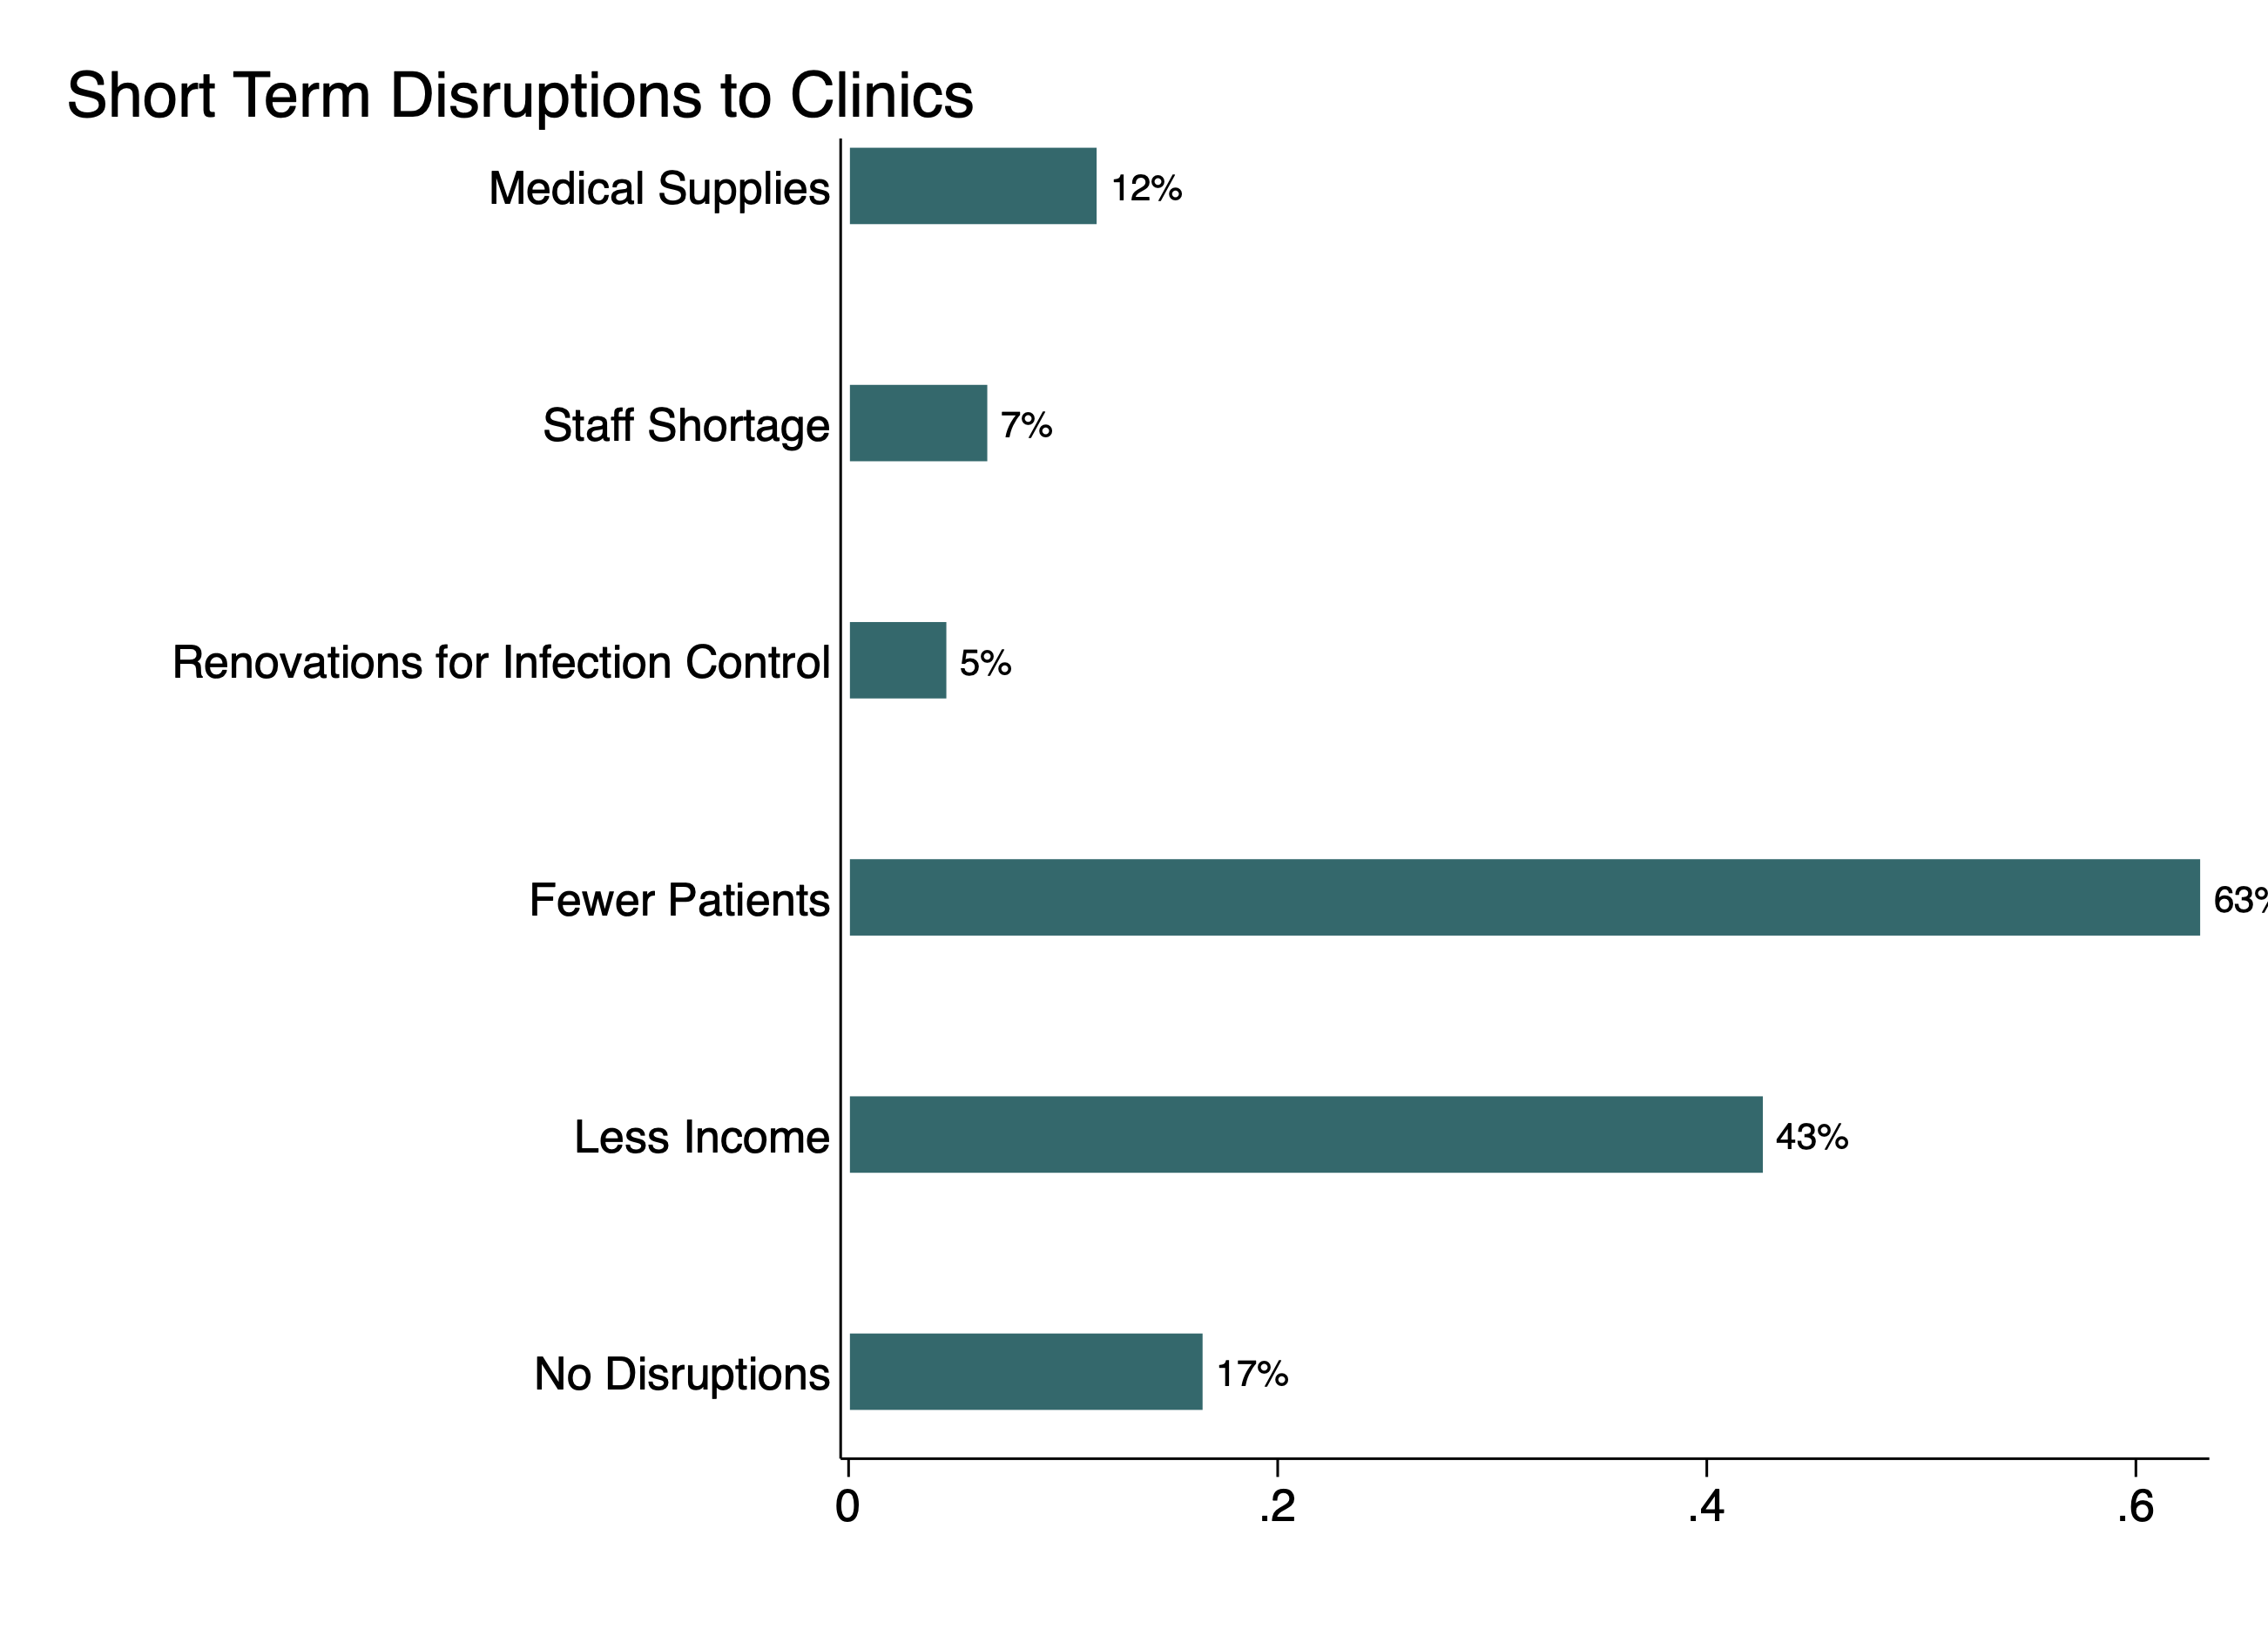 Short Term Disruptions to Clinics
Medical Supplies 12%
Staff Shortage 7%
Renovations for Infection Control 5%
Fewer Patients 63%
Less Income 43%
No Disruptions 17%
0 .2 .4 .6